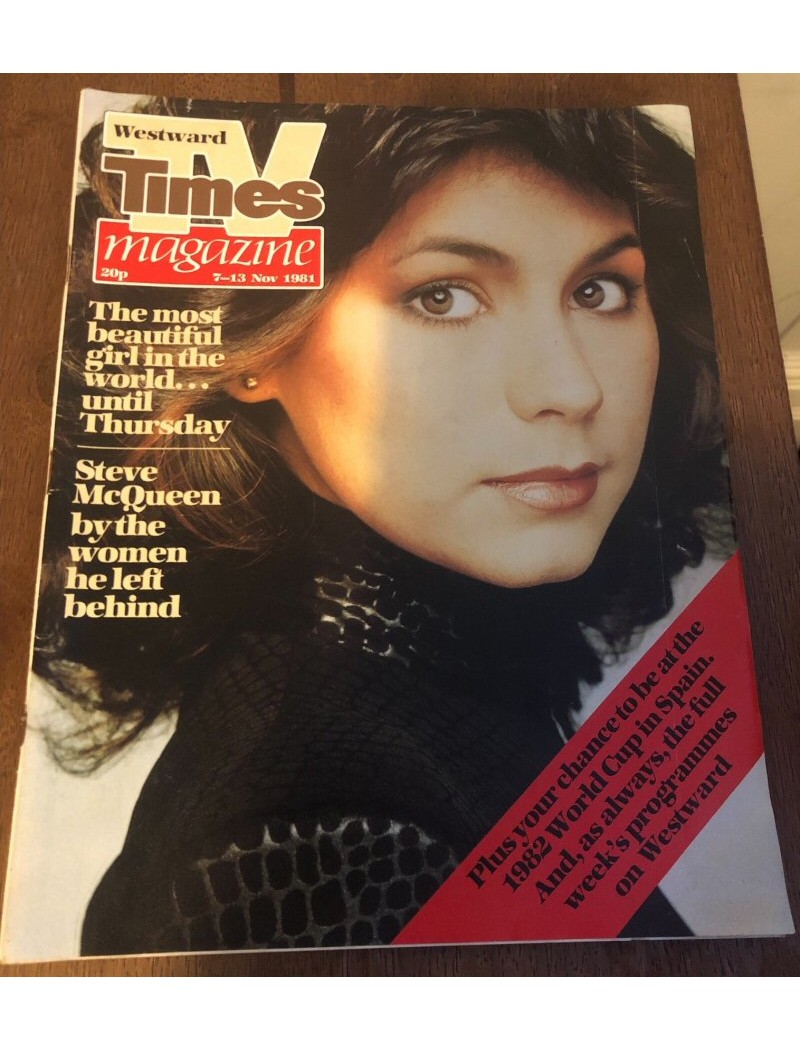 Westward
TV
Times
magazine
20p 7–13 Nov 1981
The most
beautiful
girl in the
world...
until
Thursday
Steve
McQueen
by the
women
he left
behind
Plus your chance to be at the
1982 World Cup in Spain.
And, as always, the full
week's programmes
on Westward